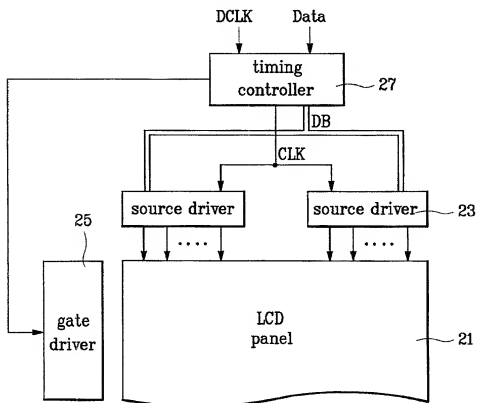 DCLK Data
timing
controller
27
DB
CLK
source driver
source driver
23
25
gate
driver
LCD
panel
21